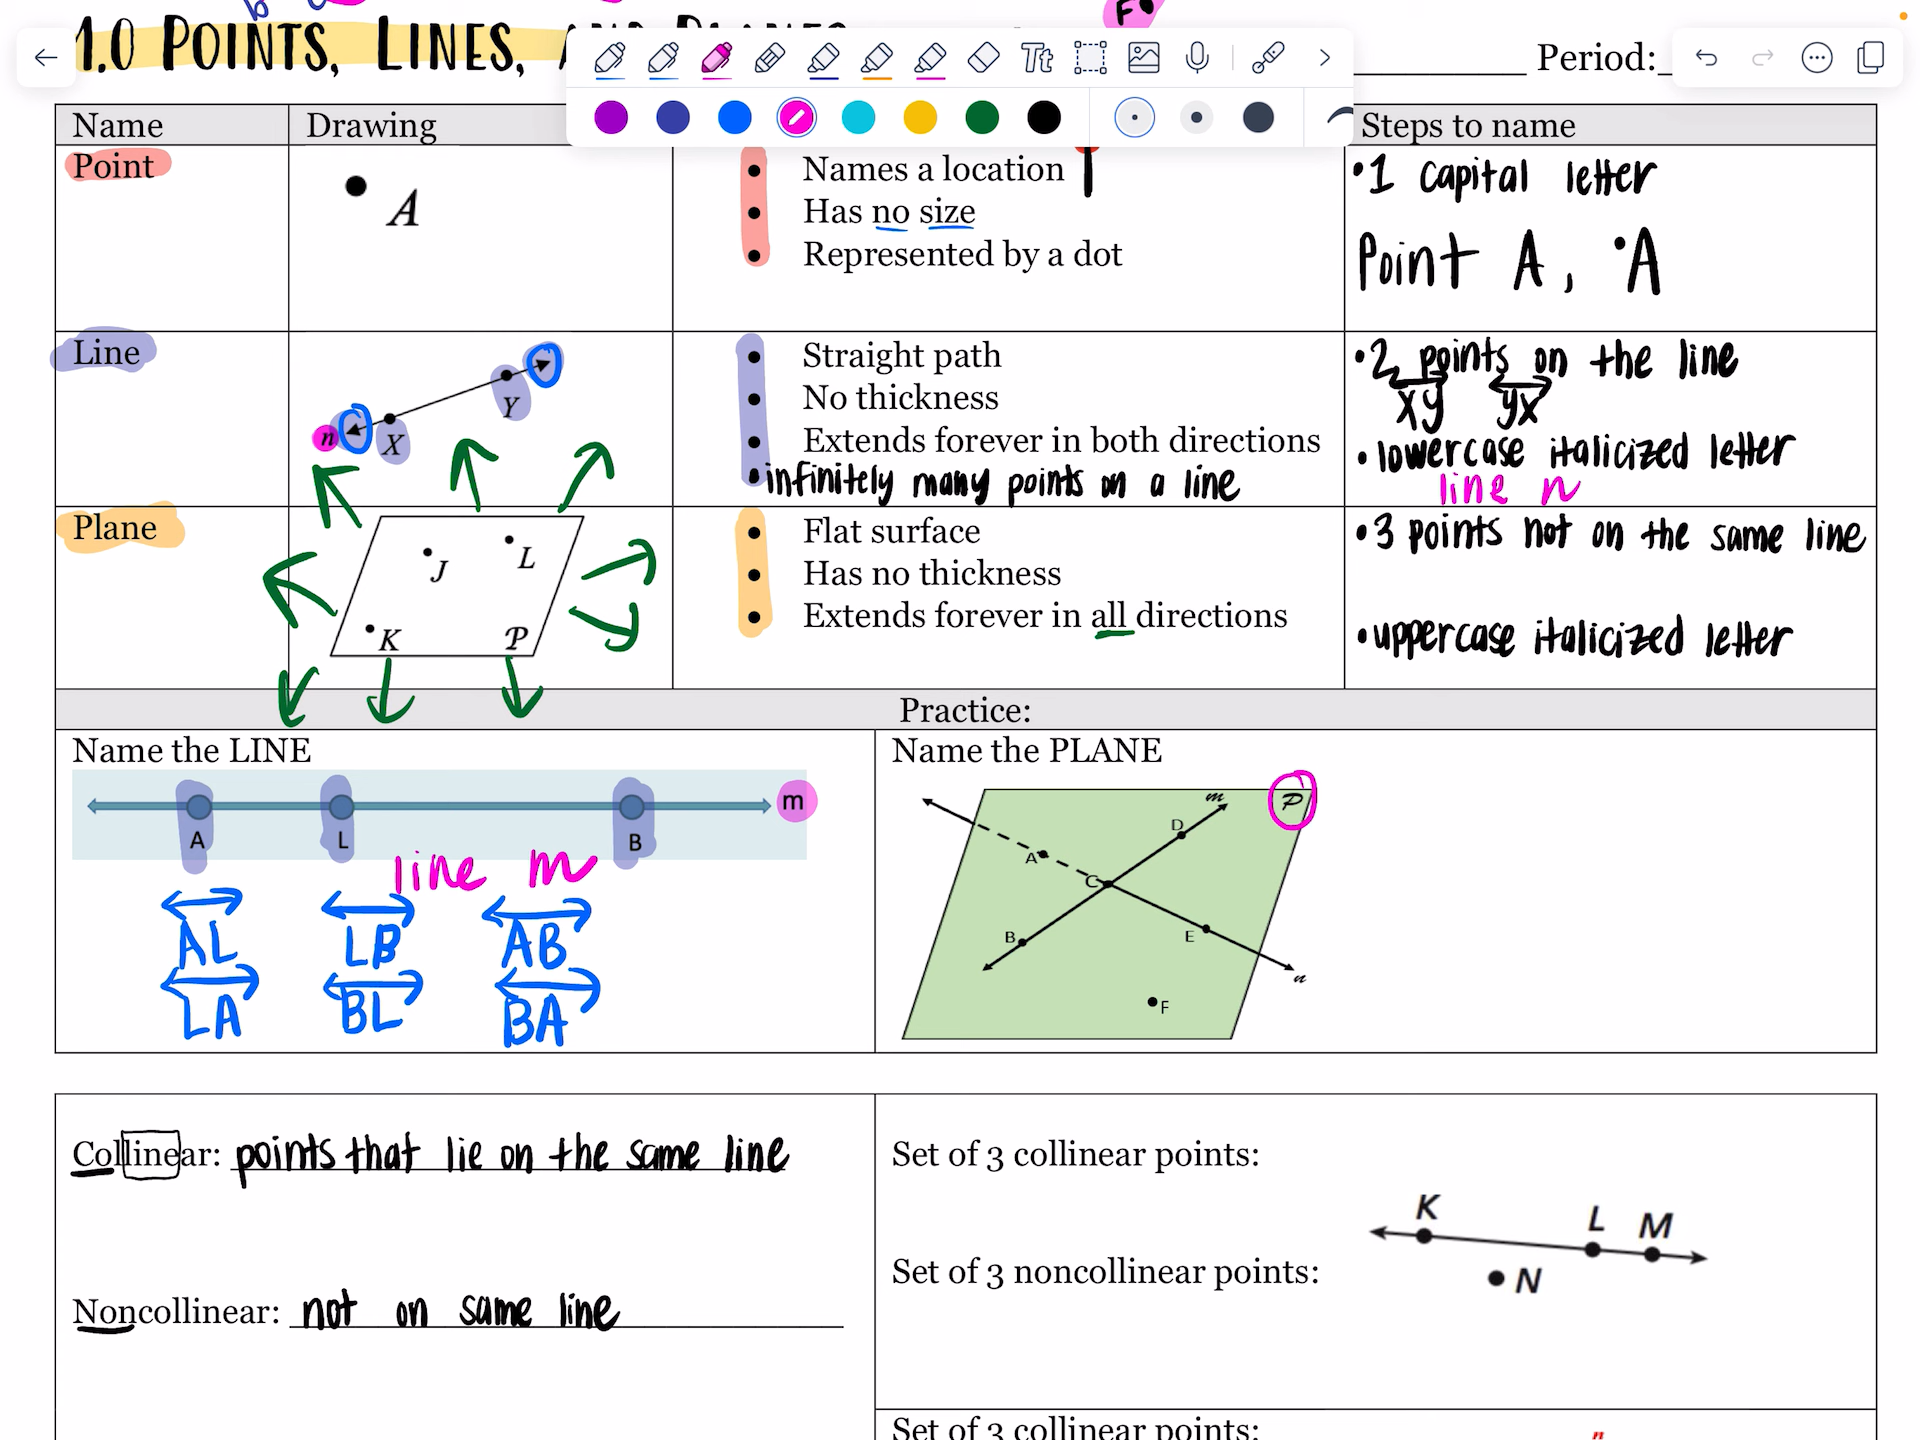 1.0 POINTS, LINES,
F
Period:
Tt
Name
Drawing
Steps to name
Point
A
• Names a location
• Has no size
• Represented by a dot
•1 capital letter
Point A, •A
Line
n X Y
• Straight path
• No thickness
• Extends forever in both directions
•infinitely many points on a line
•2 points on the line
xy yx
•lowercase italicized letter
line n
Plane
J L
K P
• Flat surface
• Has no thickness
• Extends forever in all directions
•3 points not on the same line
•uppercase italicized letter
Practice:
Name the LINE
m
A L B
line m
AL LB AB
LA BL BA
Name the PLANE
m P
D
A
C
B E
n
F
Collinear: points that lie on the same line
Noncollinear: not on same line
Set of 3 collinear points:
K L M
Set of 3 noncollinear points:
N
Set of 3 collinear points:
n